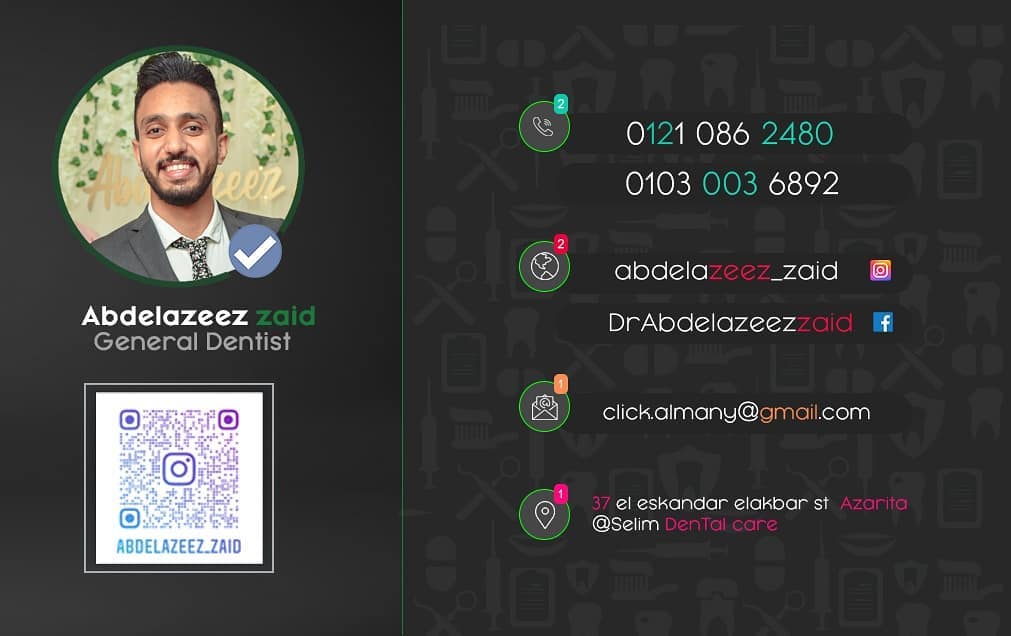 Abdelazeez zaid
General Dentist
ABDELAZEEZ_ZAID
2
0121 086 2480
0103 003 6892
2
abdelazeez_zaid
DrAbdelazeezzaid
1
click.almany@gmail.com
1
37 el eskandar elakbar st Azarita
@Selim DenTal care